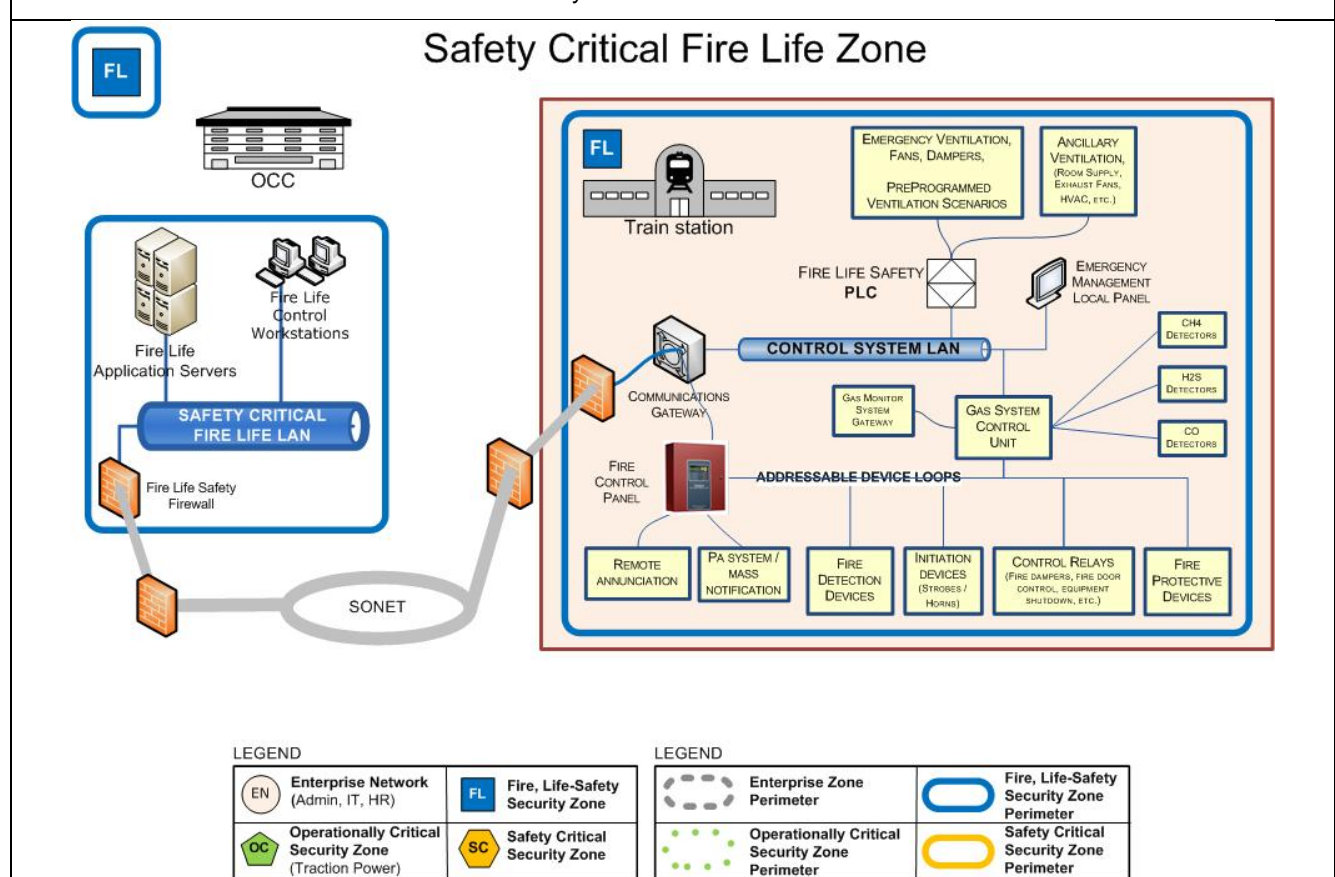 Safety Critical Fire Life Zone
FL
OCC
Fire Life
Application Servers
Fire Life
Control
Workstations
SAFETY CRITICAL
FIRE LIFE LAN
Fire Life Safety
Firewall
SONET
FL
Train station
EMERGENCY VENTILATION,
FANS, DAMPERS,
PREPROGRAMMED
VENTILATION SCENARIOS
ANCILLARY
VENTILATION,
(ROOM SUPPLY,
EXHAUST FANS,
HVAC, ETC.)
FIRE LIFE SAFETY
PLC
EMERGENCY
MANAGEMENT
LOCAL PANEL
CONTROL SYSTEM LAN
COMMUNICATIONS
GATEWAY
GAS MONITOR
SYSTEM
GATEWAY
GAS SYSTEM
CONTROL
UNIT
CH4
DETECTORS
H2S
DETECTORS
CO
DETECTORS
FIRE
CONTROL
PANEL
ADDRESSABLE DEVICE LOOPS
REMOTE
ANNUNCIATION
PA SYSTEM /
MASS
NOTIFICATION
FIRE
DETECTION
DEVICES
INITIATION
DEVICES
(STROBES /
HORNS)
CONTROL RELAYS
(FIRE DAMPERS, FIRE DOOR
CONTROL, EQUIPMENT
SHUTDOWN, ETC.)
FIRE
PROTECTIVE
DEVICES
LEGEND
EN
Enterprise Network
(Admin, IT, HR)
FL
Fire, Life-Safety
Security Zone
OC
Operationally Critical
Security Zone
(Traction Power)
SC
Safety Critical
Security Zone
LEGEND
Enterprise Zone
Perimeter
Fire, Life-Safety
Security Zone
Perimeter
Operationally Critical
Security Zone
Perimeter
Safety Critical
Security Zone
Perimeter